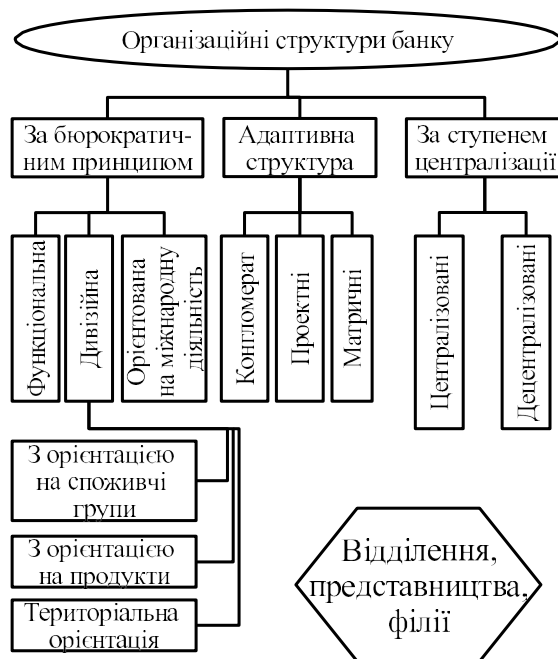 Організаційні структури банку
За бюрократич-
ним принципом
Адаптивна
структура
За ступенем
централізації
Функціональна
Дивізійна
Орієнтована
на міжнародну
діяльність
Конгломерат
Проектні
Матричні
Централізовані
Децентралізовані
З орієнтацією
на споживчі
групи
З орієнтацією
на продукти
Територіальна
орієнтація
Відділення,
представництва,
філії